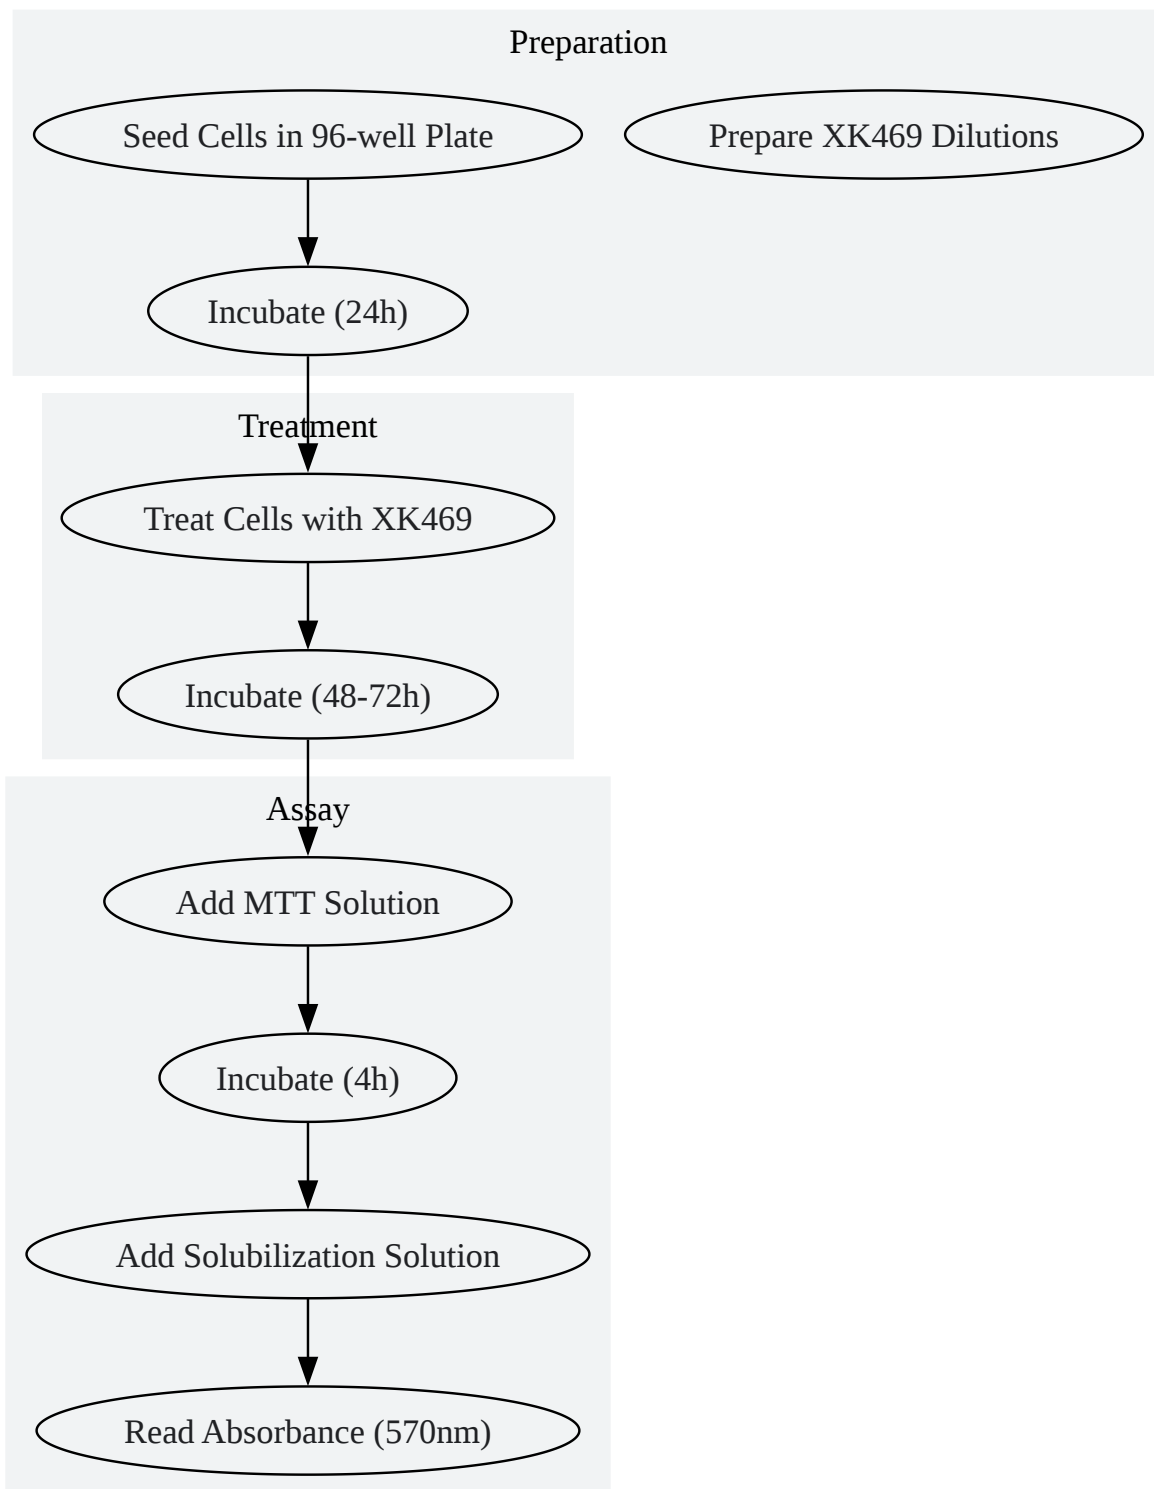 Preparation
Seed Cells in 96-well Plate
Prepare XK469 Dilutions
Incubate (24h)
Treatment
Treat Cells with XK469
Incubate (48-72h)
Assay
Add MTT Solution
Incubate (4h)
Add Solubilization Solution
Read Absorbance (570nm)